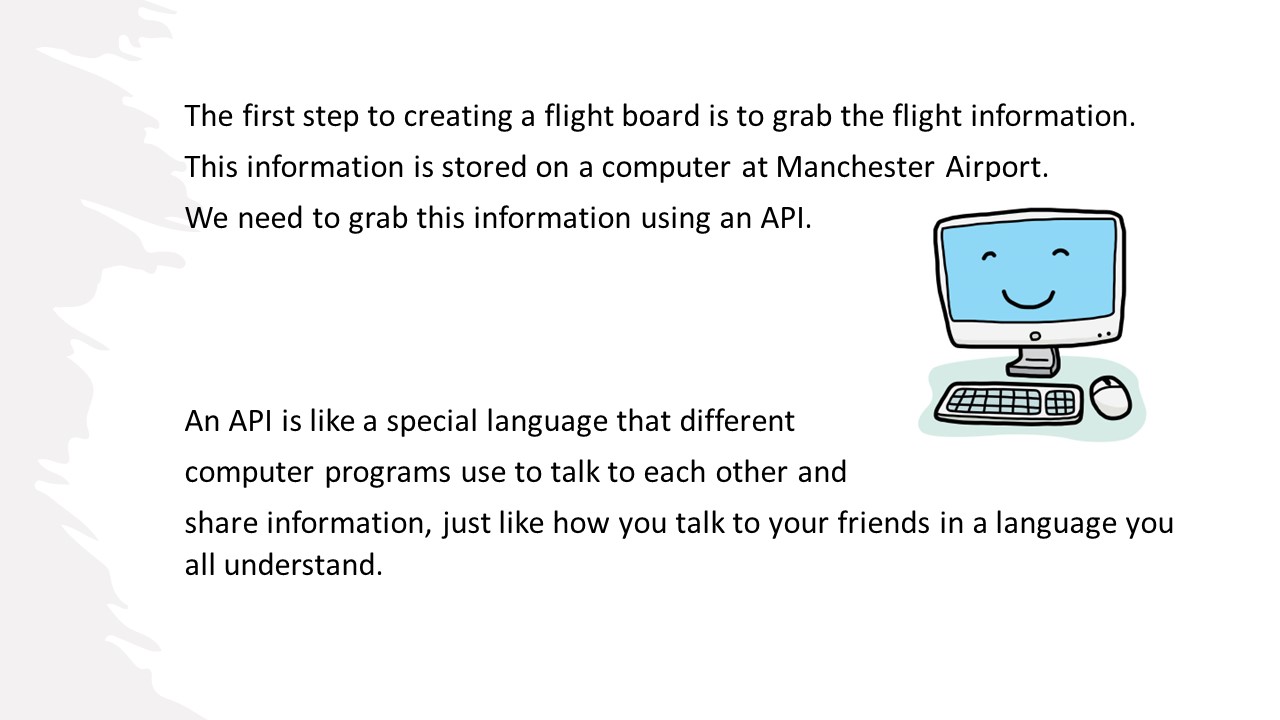 The first step to creating a flight board is to grab the flight information.
This information is stored on a computer at Manchester Airport.
We need to grab this information using an API.
An API is like a special language that different
computer programs use to talk to each other and
share information, just like how you talk to your friends in a language you
all understand.